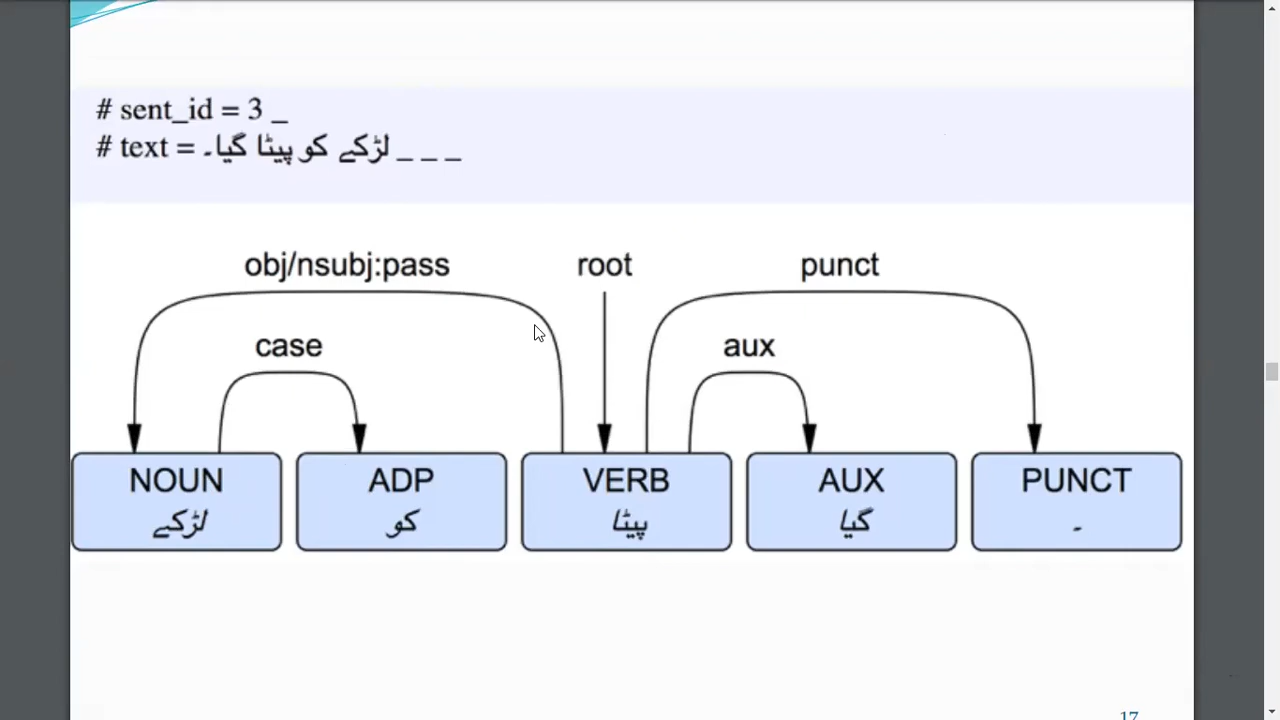 # sent_id = 3 _
# text = لڑکے کو پیٹا گیا۔ _ _ _
obj/nsubj:pass root punct
case aux
NOUN ADP VERB AUX PUNCT
لڑکے کو پیٹا گیا ۔
17